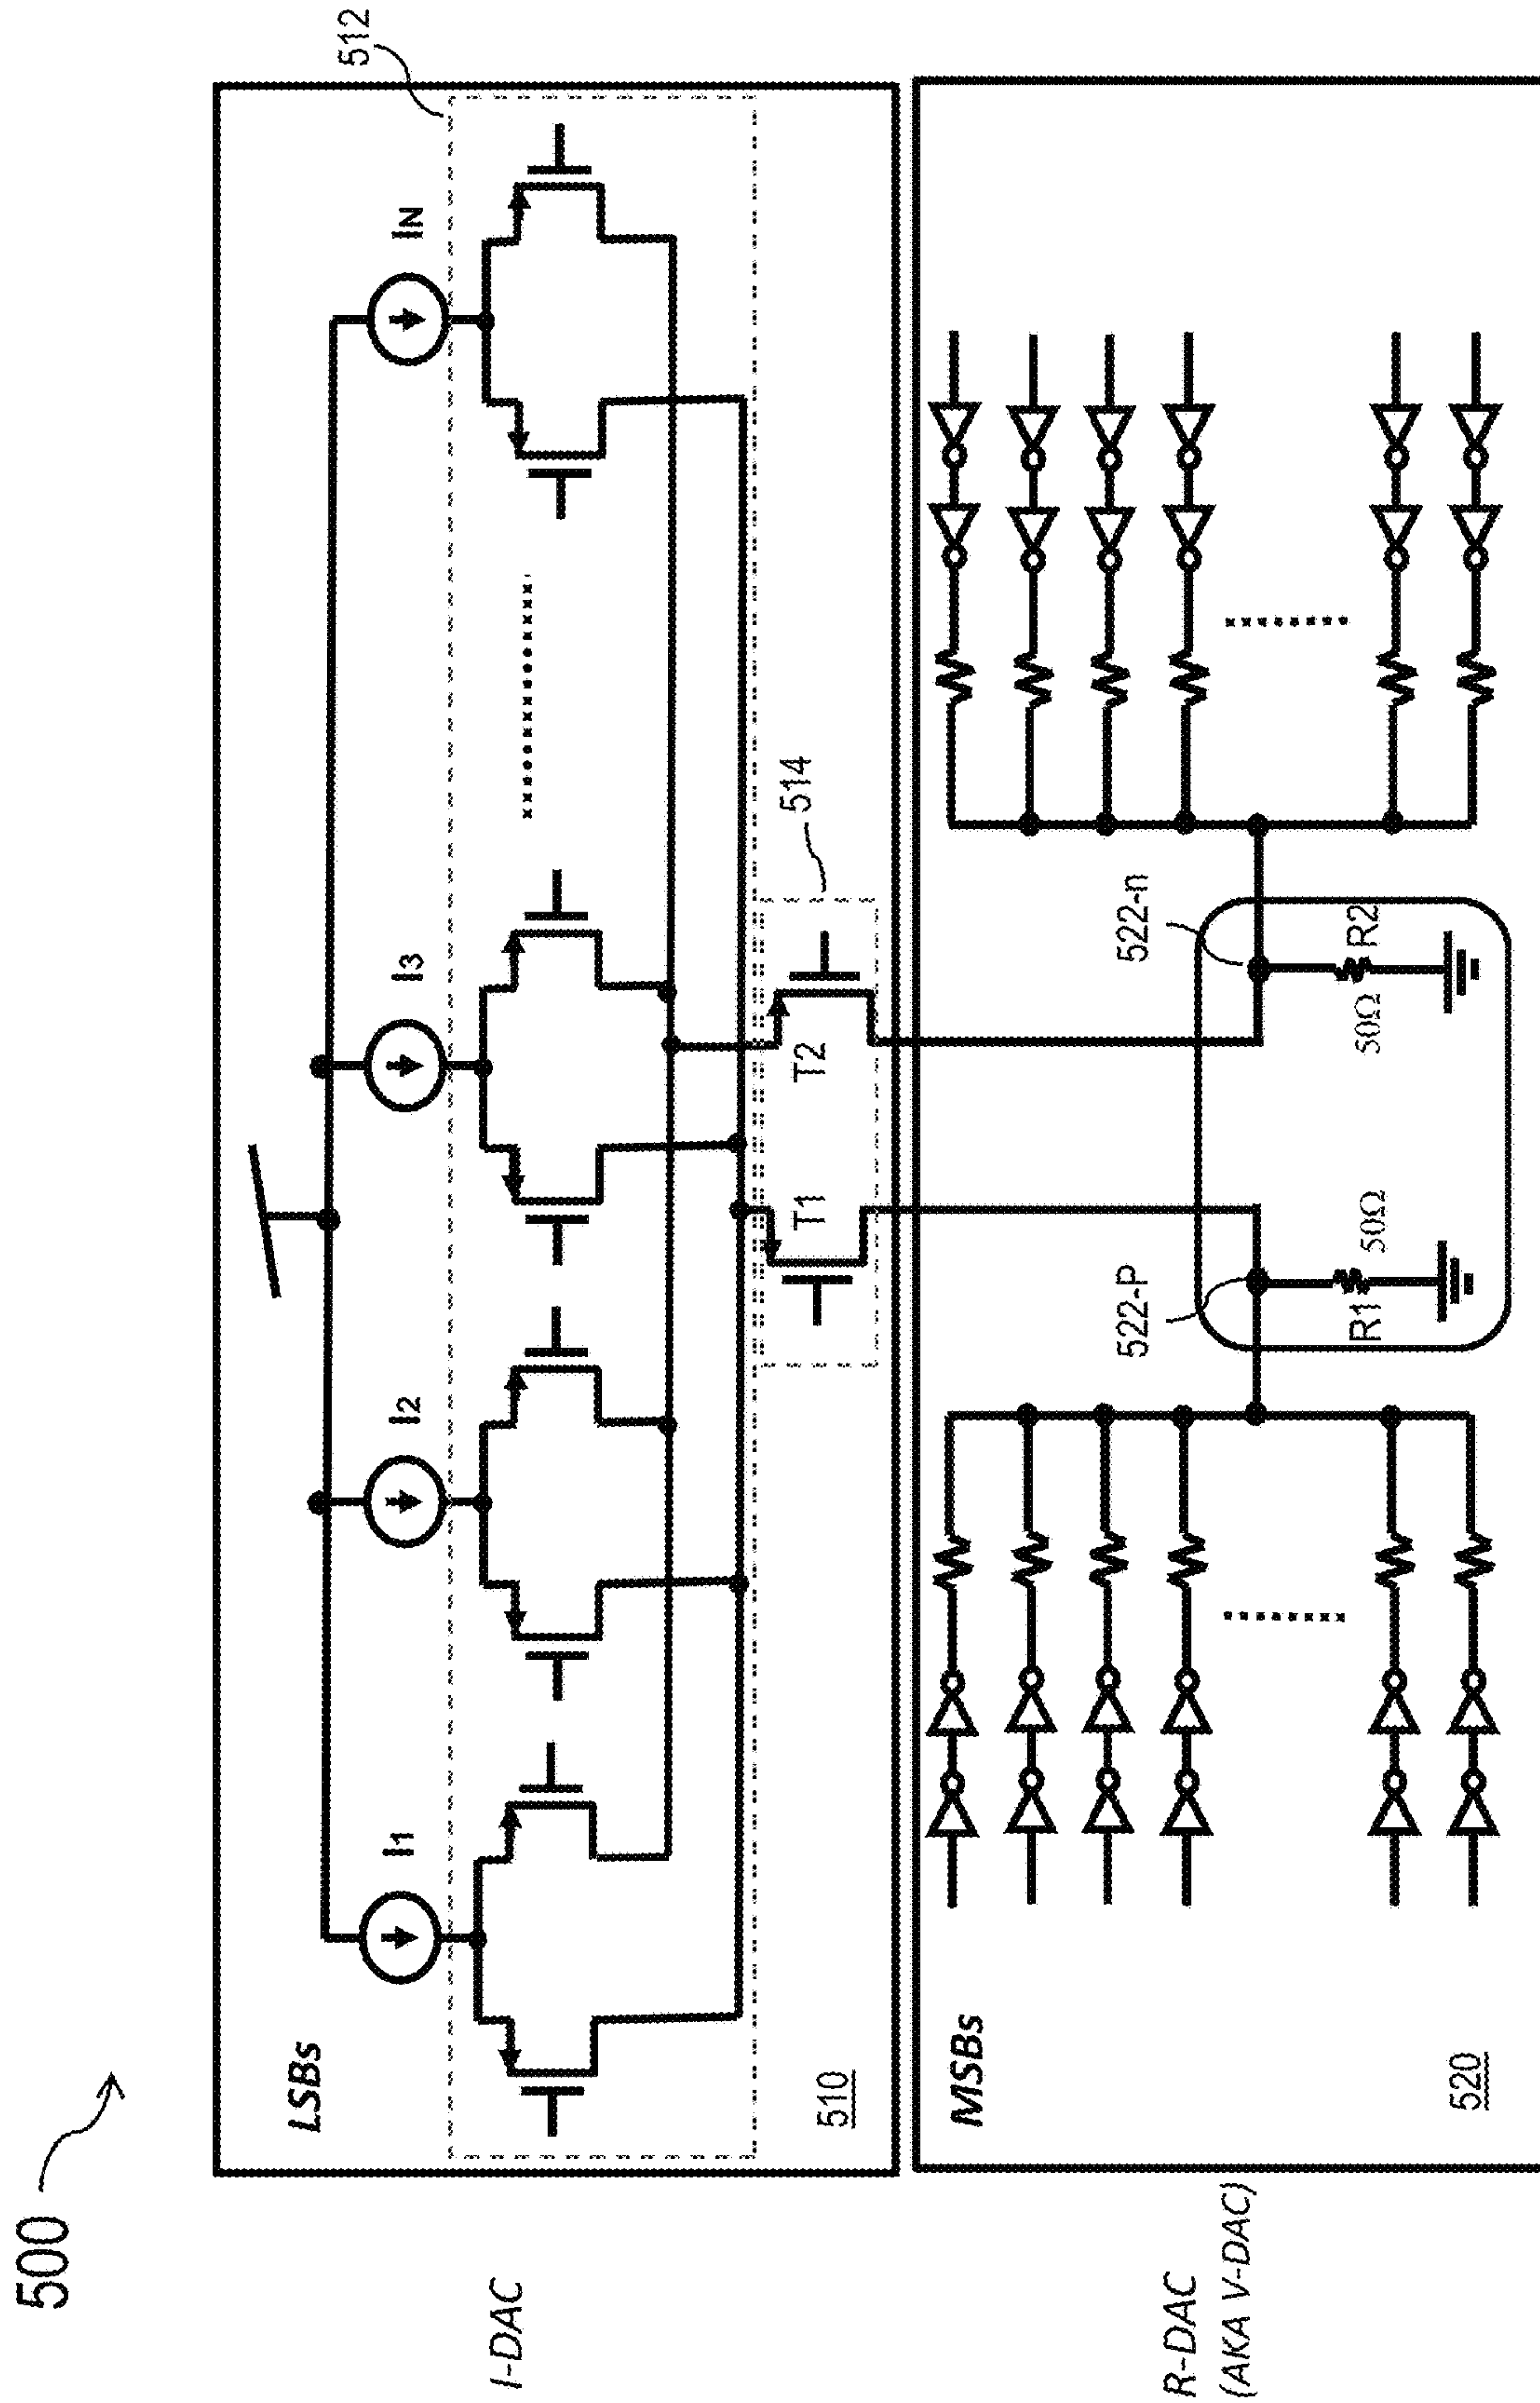 500
I-DAC
LSBs
I1
I2
I3
IN
512
510
T1
T2
514
R-DAC
(AKA V-DAC)
MSBs
522-P
522-n
R1
50Ω
50Ω
R2
520